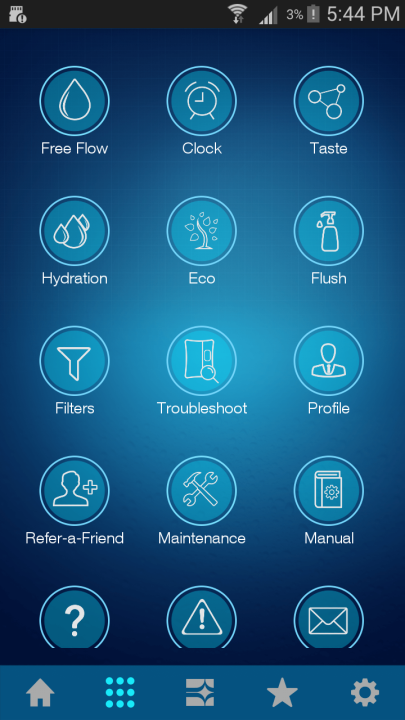 3% 5:44 PM
Free Flow Clock Taste
Hydration Eco Flush
Filters Troubleshoot Profile
Refer-a-Friend Maintenance Manual
?